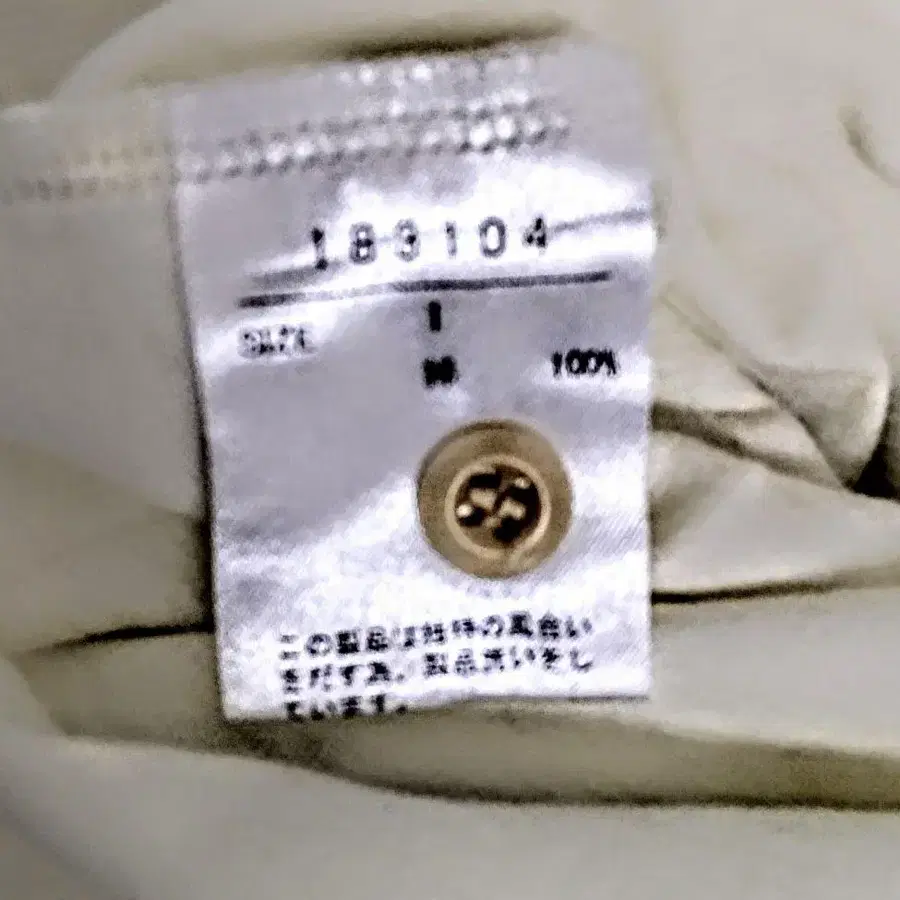 183104
SIZE 1
綿 100%
この製品は独特の風合い
をだす為、製品洗いをし
ています。